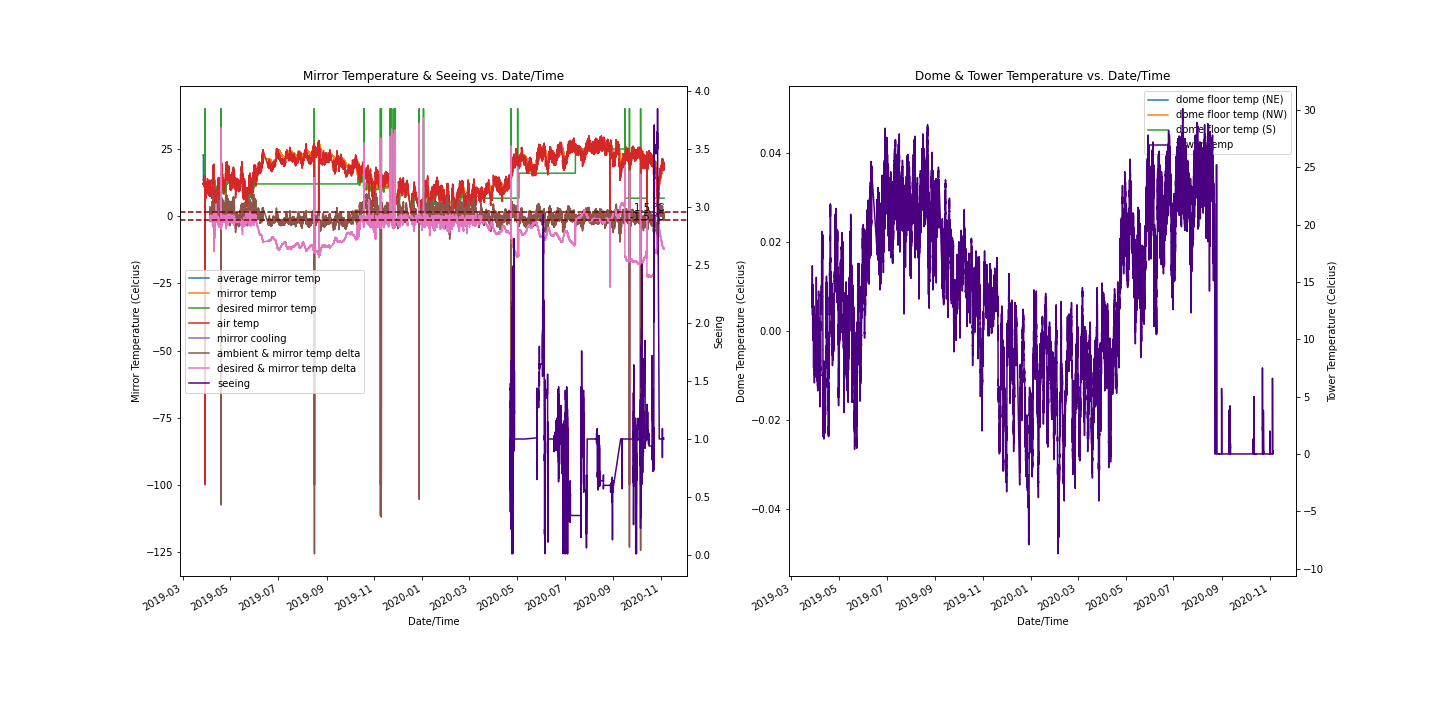 Mirror Temperature & Seeing vs. Date/Time
Mirror Temperature (Celcius)
25
0
−25
−50
−75
−100
−125
4.0
3.5
3.0
2.5
2.0
1.5
1.0
0.5
0.0
Seeing
average mirror temp
mirror temp
desired mirror temp
air temp
mirror cooling
ambient & mirror temp delta
desired & mirror temp delta
seeing
2019-03
2019-05
2019-07
2019-09
2019-11
2020-01
2020-03
2020-05
2020-07
2020-09
2020-11
Date/Time
Dome & Tower Temperature vs. Date/Time
Dome Temperature (Celcius)
0.04
0.02
0.00
−0.02
−0.04
dome floor temp (NE)
dome floor temp (NW)
dome floor temp (S)
temp
30
25
20
15
10
5
0
−5
−10
Tower Temperature (Celcius)
2019-03
2019-05
2019-07
2019-09
2019-11
2020-01
2020-03
2020-05
2020-07
2020-09
2020-11
Date/Time